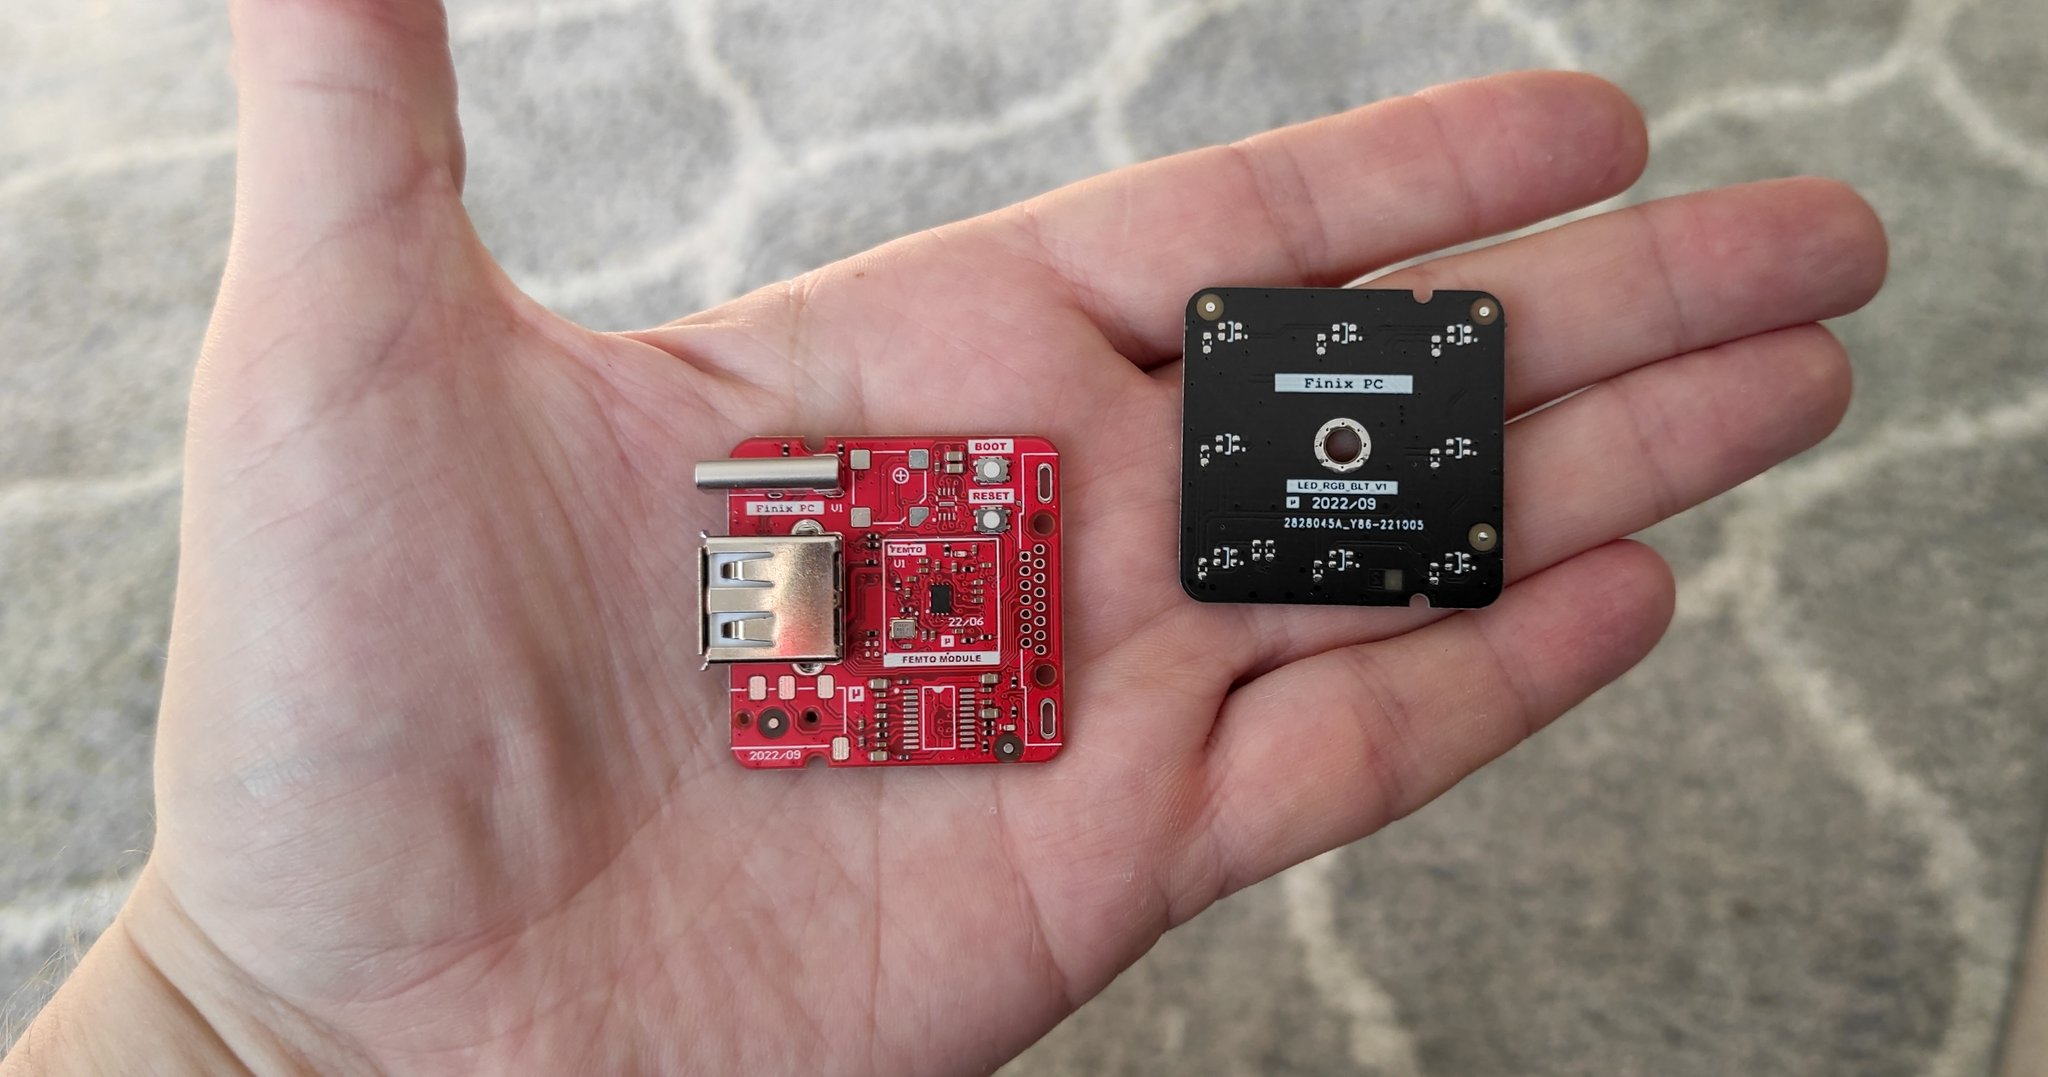 BOOT
RESET
Finix PC V1
FEMTO
V1
22/06
µ
FEMTO MODULE
µ
2022/09
Finix PC
LED_RGB_BLT_V1
µ 2022/09
2828045A_Y86-221005